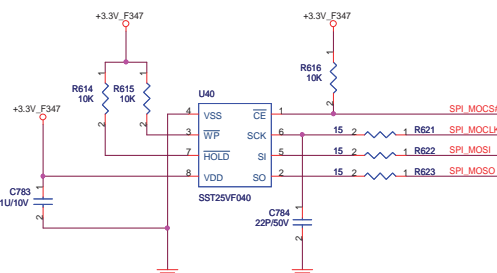 +3.3V_F347
+3.3V_F347
R614
10K
R615
10K
R616
10K
1
1
1
2
2
2
+3.3V_F347
U40
4
VSS
CE
1
SPI_MOCS#
3
WP
SCK
6
15
2
1
R621
SPI_MOCLK
7
HOLD
SI
5
15
2
1
R622
SPI_MOSI
8
VDD
SO
2
15
2
1
R623
SPI_MOSO
SST25VF040
C783
1U/10V
1
2
C784
22P/50V
1
2